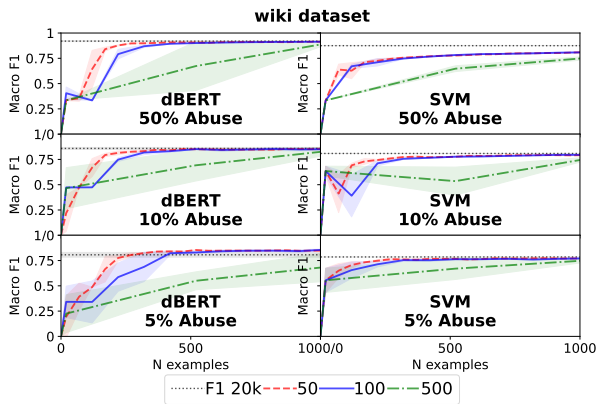 wiki dataset
1
0.75
0.50
0.25
1/0
Macro F1
dBERT
50% Abuse
Macro F1
SVM
50% Abuse
0.75
0.5
0.25
1/0
Macro F1
dBERT
10% Abuse
Macro F1
SVM
10% Abuse
0.75
0.5
0.25
0
Macro F1
dBERT
5% Abuse
Macro F1
SVM
5% Abuse
0 500 1000/0 500 1000
N examples N examples
F1 20k 50 100 500